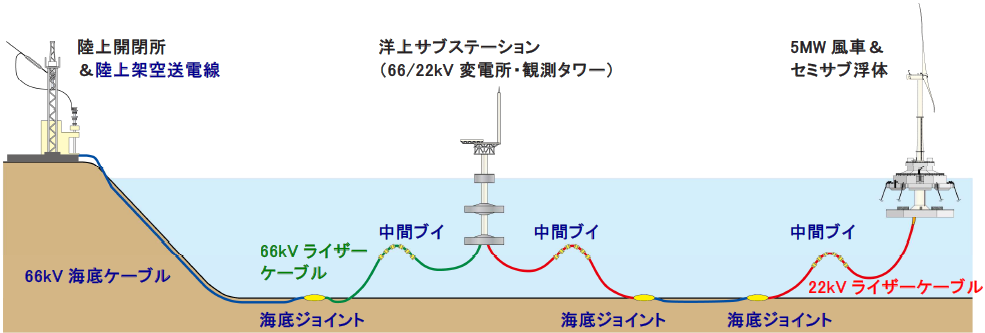 陸上開閉所
&陸上架空送電線
洋上サブステーション
(66/22kV 変電所・観測タワー)
5MW 風車&
セミサブ浮体
中間ブイ
中間ブイ
中間ブイ
66kV ライザー
ケーブル
66kV 海底ケーブル
22kV ライザーケーブル
海底ジョイント
海底ジョイント
海底ジョイント